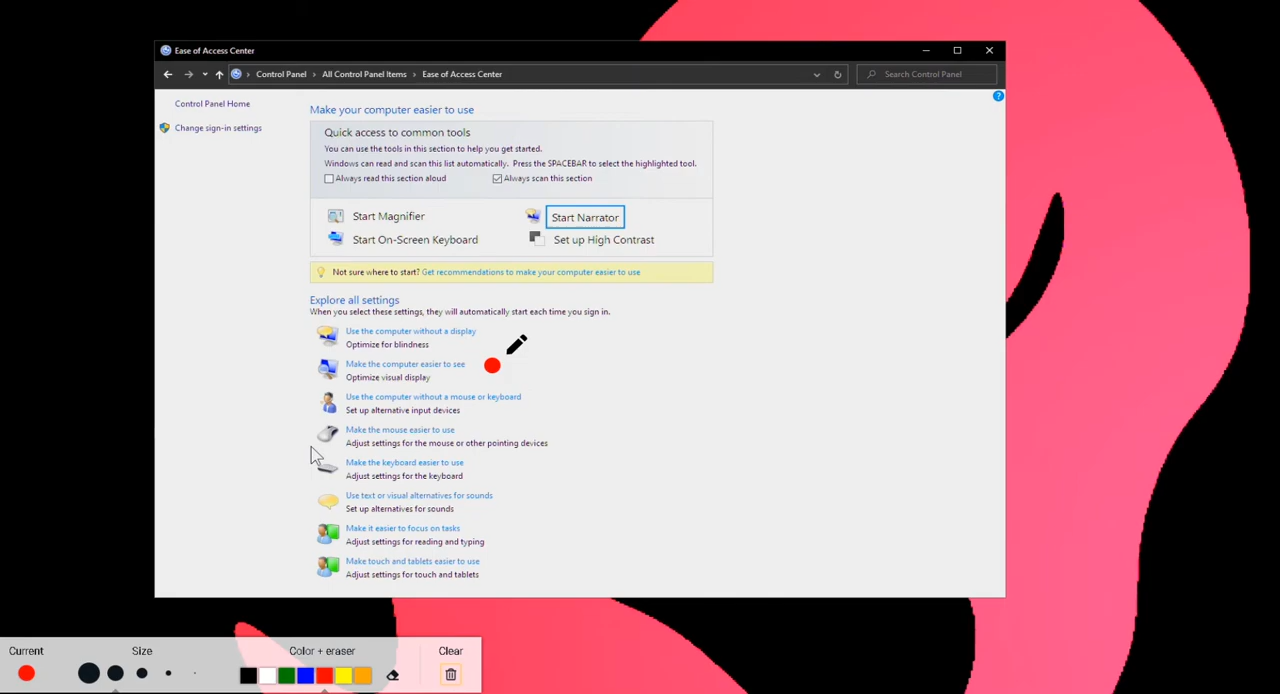 Ease of Access Center
Control Panel > All Control Panel Items > Ease of Access Center
Search Control Panel
Control Panel Home
Change sign-in settings
Make your computer easier to use
Quick access to common tools
You can use the tools in this section to help you get started.
Windows can read and scan this list automatically. Press the SPACEBAR to select the highlighted tool.
Always read this section aloud
Always scan this section
Start Magnifier
Start Narrator
Start On-Screen Keyboard
Set up High Contrast
Not sure where to start? Get recommendations to make your computer easier to use
Explore all settings
When you select these settings, they will automatically start each time you sign in.
Use the computer without a display
Optimize for blindness
Make the computer easier to see
Optimize visual display
Use the computer without a mouse or keyboard
Set up alternative input devices
Make the mouse easier to use
Adjust settings for the mouse or other pointing devices
Make the keyboard easier to use
Adjust settings for the keyboard
Use text or visual alternatives for sounds
Set up alternatives for sounds
Make it easier to focus on tasks
Adjust settings for reading and typing
Make touch and tablets easier to use
Adjust settings for touch and tablets
Current
Size
Color + eraser
Clear